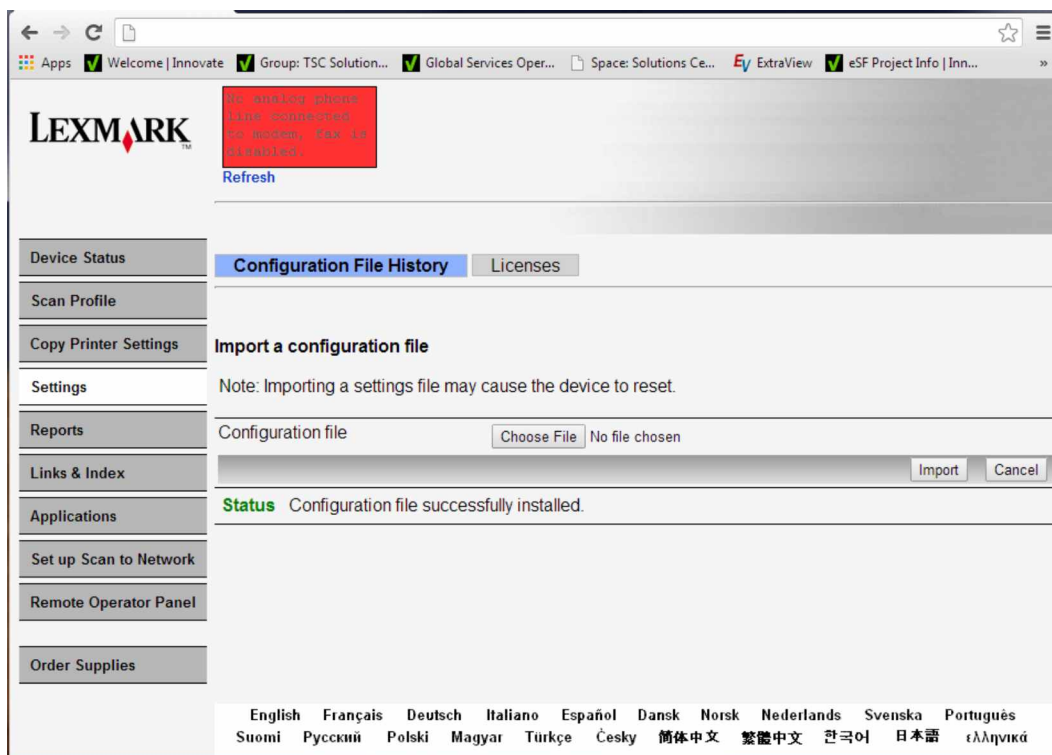 Apps Welcome | Innovate Group: TSC Solution... Global Services Oper... Space: Solutions Ce... EV ExtraView eSF Project Info | Inn... »
LEXMARK TM
No analog phone
line connected
to modem, fax is
disabled.
Refresh
Device Status
Scan Profile
Copy Printer Settings
Settings
Reports
Links & Index
Applications
Set up Scan to Network
Remote Operator Panel
Order Supplies
Configuration File History Licenses
Import a configuration file
Note: Importing a settings file may cause the device to reset.
Configuration file Choose File No file chosen
Import Cancel
Status Configuration file successfully installed.
English Français Deutsch Italiano Español Dansk Norsk Nederlands Svenska Português
Suomi Русский Polski Magyar Türkçe Česky 简体中文 繁體中文 한국어 日本語 ελληνικά